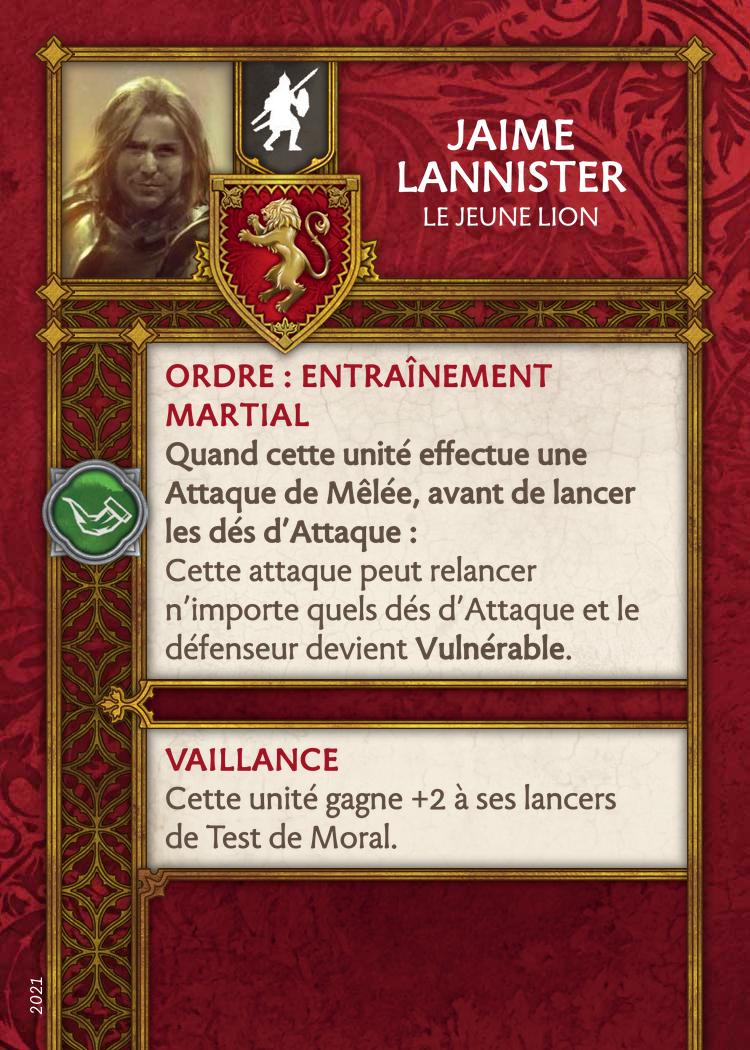 JAIME
LANNISTER
LE JEUNE LION
ORDRE : ENTRAÎNEMENT
MARTIAL
Quand cette unité effectue une
Attaque de Mêlée, avant de lancer
les dés d’Attaque :
Cette attaque peut relancer
n’importe quels dés d’Attaque et le
défenseur devient Vulnérable.
VAILLANCE
Cette unité gagne +2 à ses lancers
de Test de Moral.
2021